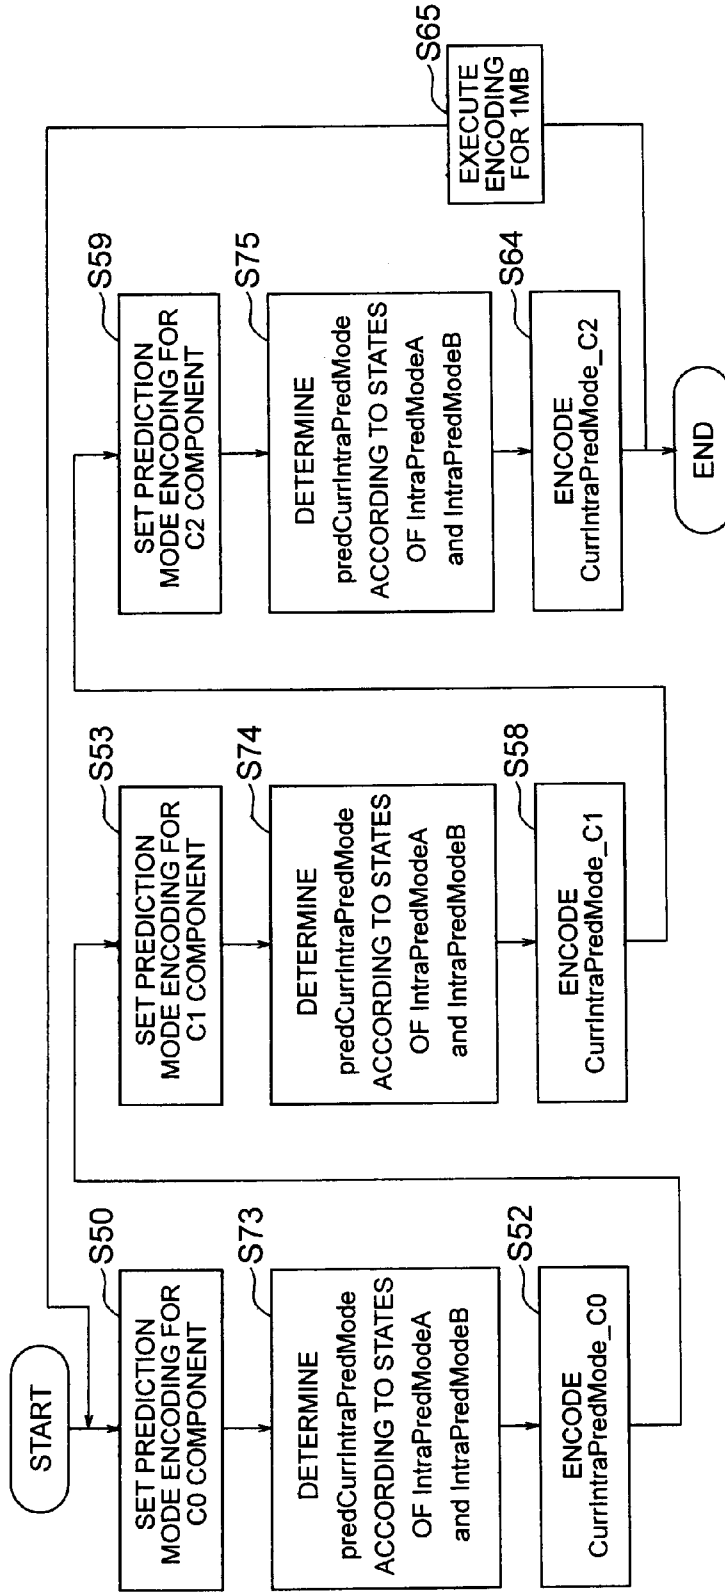 START
S50
SET PREDICTION
MODE ENCODING FOR
C0 COMPONENT
S73
DETERMINE
predCurrIntraPredMode
ACCORDING TO STATES
OF IntraPredModeA
and IntraPredModeB
S52
ENCODE
CurrIntraPredMode_C0
S53
SET PREDICTION
MODE ENCODING FOR
C1 COMPONENT
S74
DETERMINE
predCurrIntraPredMode
ACCORDING TO STATES
OF IntraPredModeA
and IntraPredModeB
S58
ENCODE
CurrIntraPredMode_C1
S59
SET PREDICTION
MODE ENCODING FOR
C2 COMPONENT
S75
DETERMINE
predCurrIntraPredMode
ACCORDING TO STATES
OF IntraPredModeA
and IntraPredModeB
S64
ENCODE
CurrIntraPredMode_C2
S65
EXECUTE
ENCODING
FOR 1MB
END